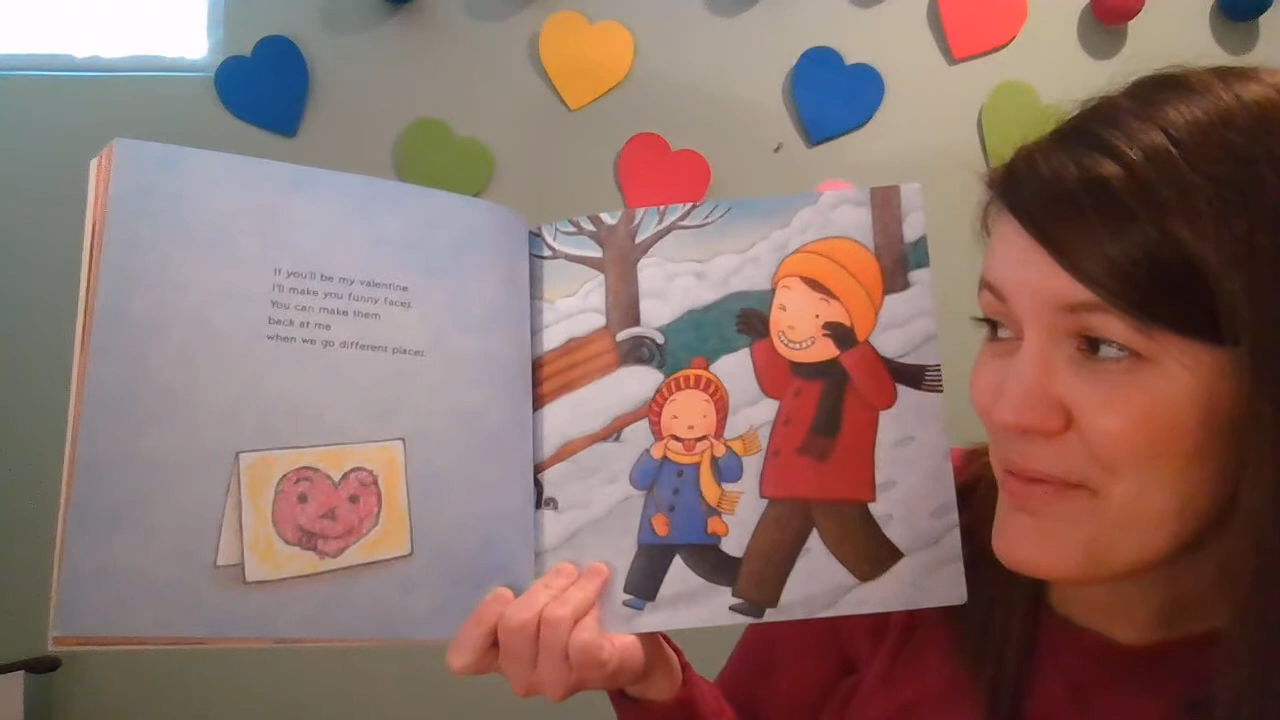 If you'll be my valentine
I'll make you funny faces.
You can make them
back at me
when we go different places.